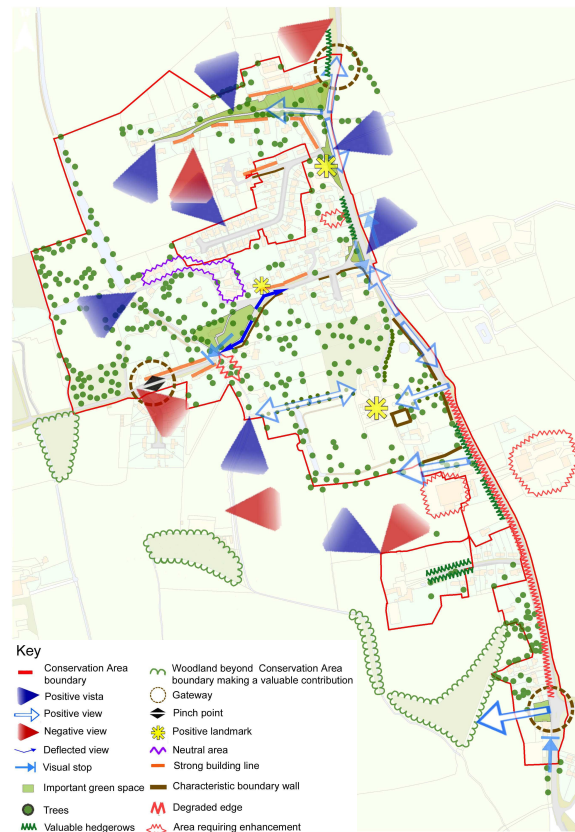 Key
Conservation Area
boundary
Positive vista
Positive view
Negative view
Deflected view
Visual stop
Important green space
Trees
Valuable hedgerows
Woodland beyond Conservation Area
boundary making a valuable contribution
Gateway
Pinch point
Positive landmark
Neutral area
Strong building line
Characteristic boundary wall
Degraded edge
Area requiring enhancement